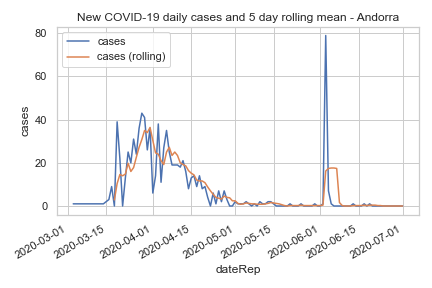 New COVID-19 daily cases and 5 day rolling mean - Andorra
cases
cases (rolling)
80
60
40
20
0
cases
2020-03-01
2020-03-15
2020-04-01
2020-04-15
2020-05-01
2020-05-15
2020-06-01
2020-06-15
2020-07-01
dateRep